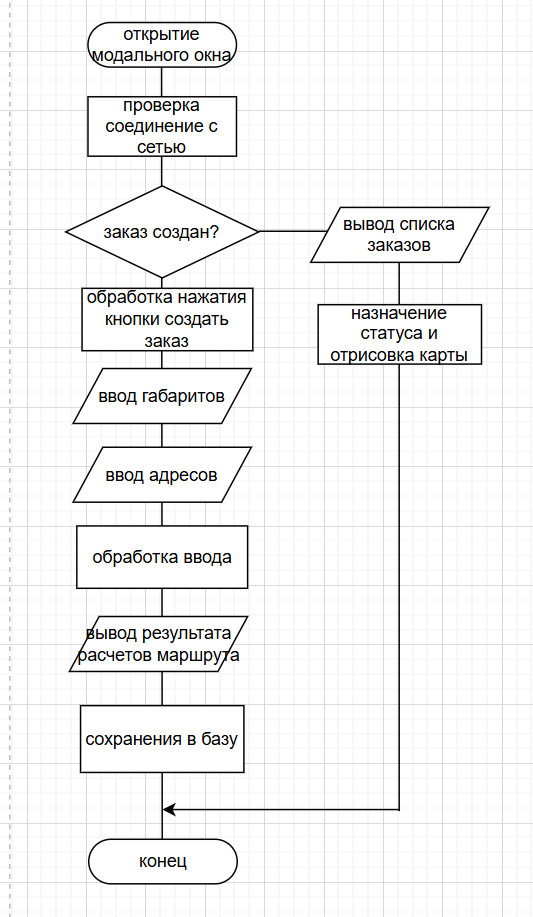 открытие
модального окна
проверка
соединение с
сетью
заказ создан?
вывод списка
заказов
обработка нажатия
кнопки создать
заказ
назначение
статуса и
отрисовка карты
ввод габаритов
ввод адресов
обработка ввода
вывод результата
расчетов маршрута
сохранения в базу
конец